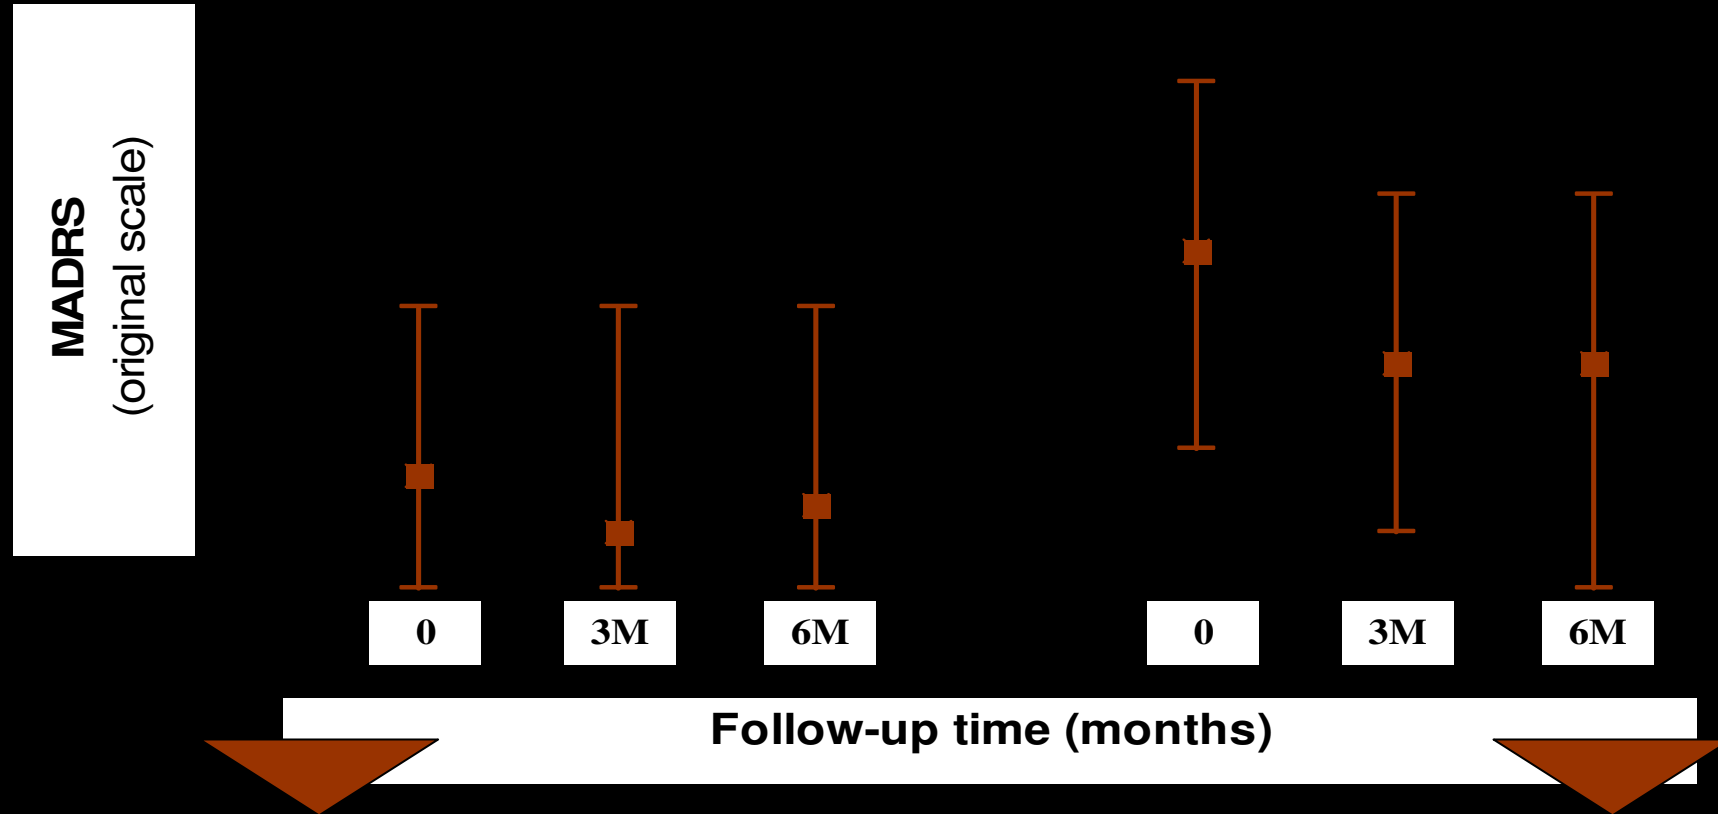 MADRS
(original scale)
0 3M 6M 0 3M 6M
Follow-up time (months)